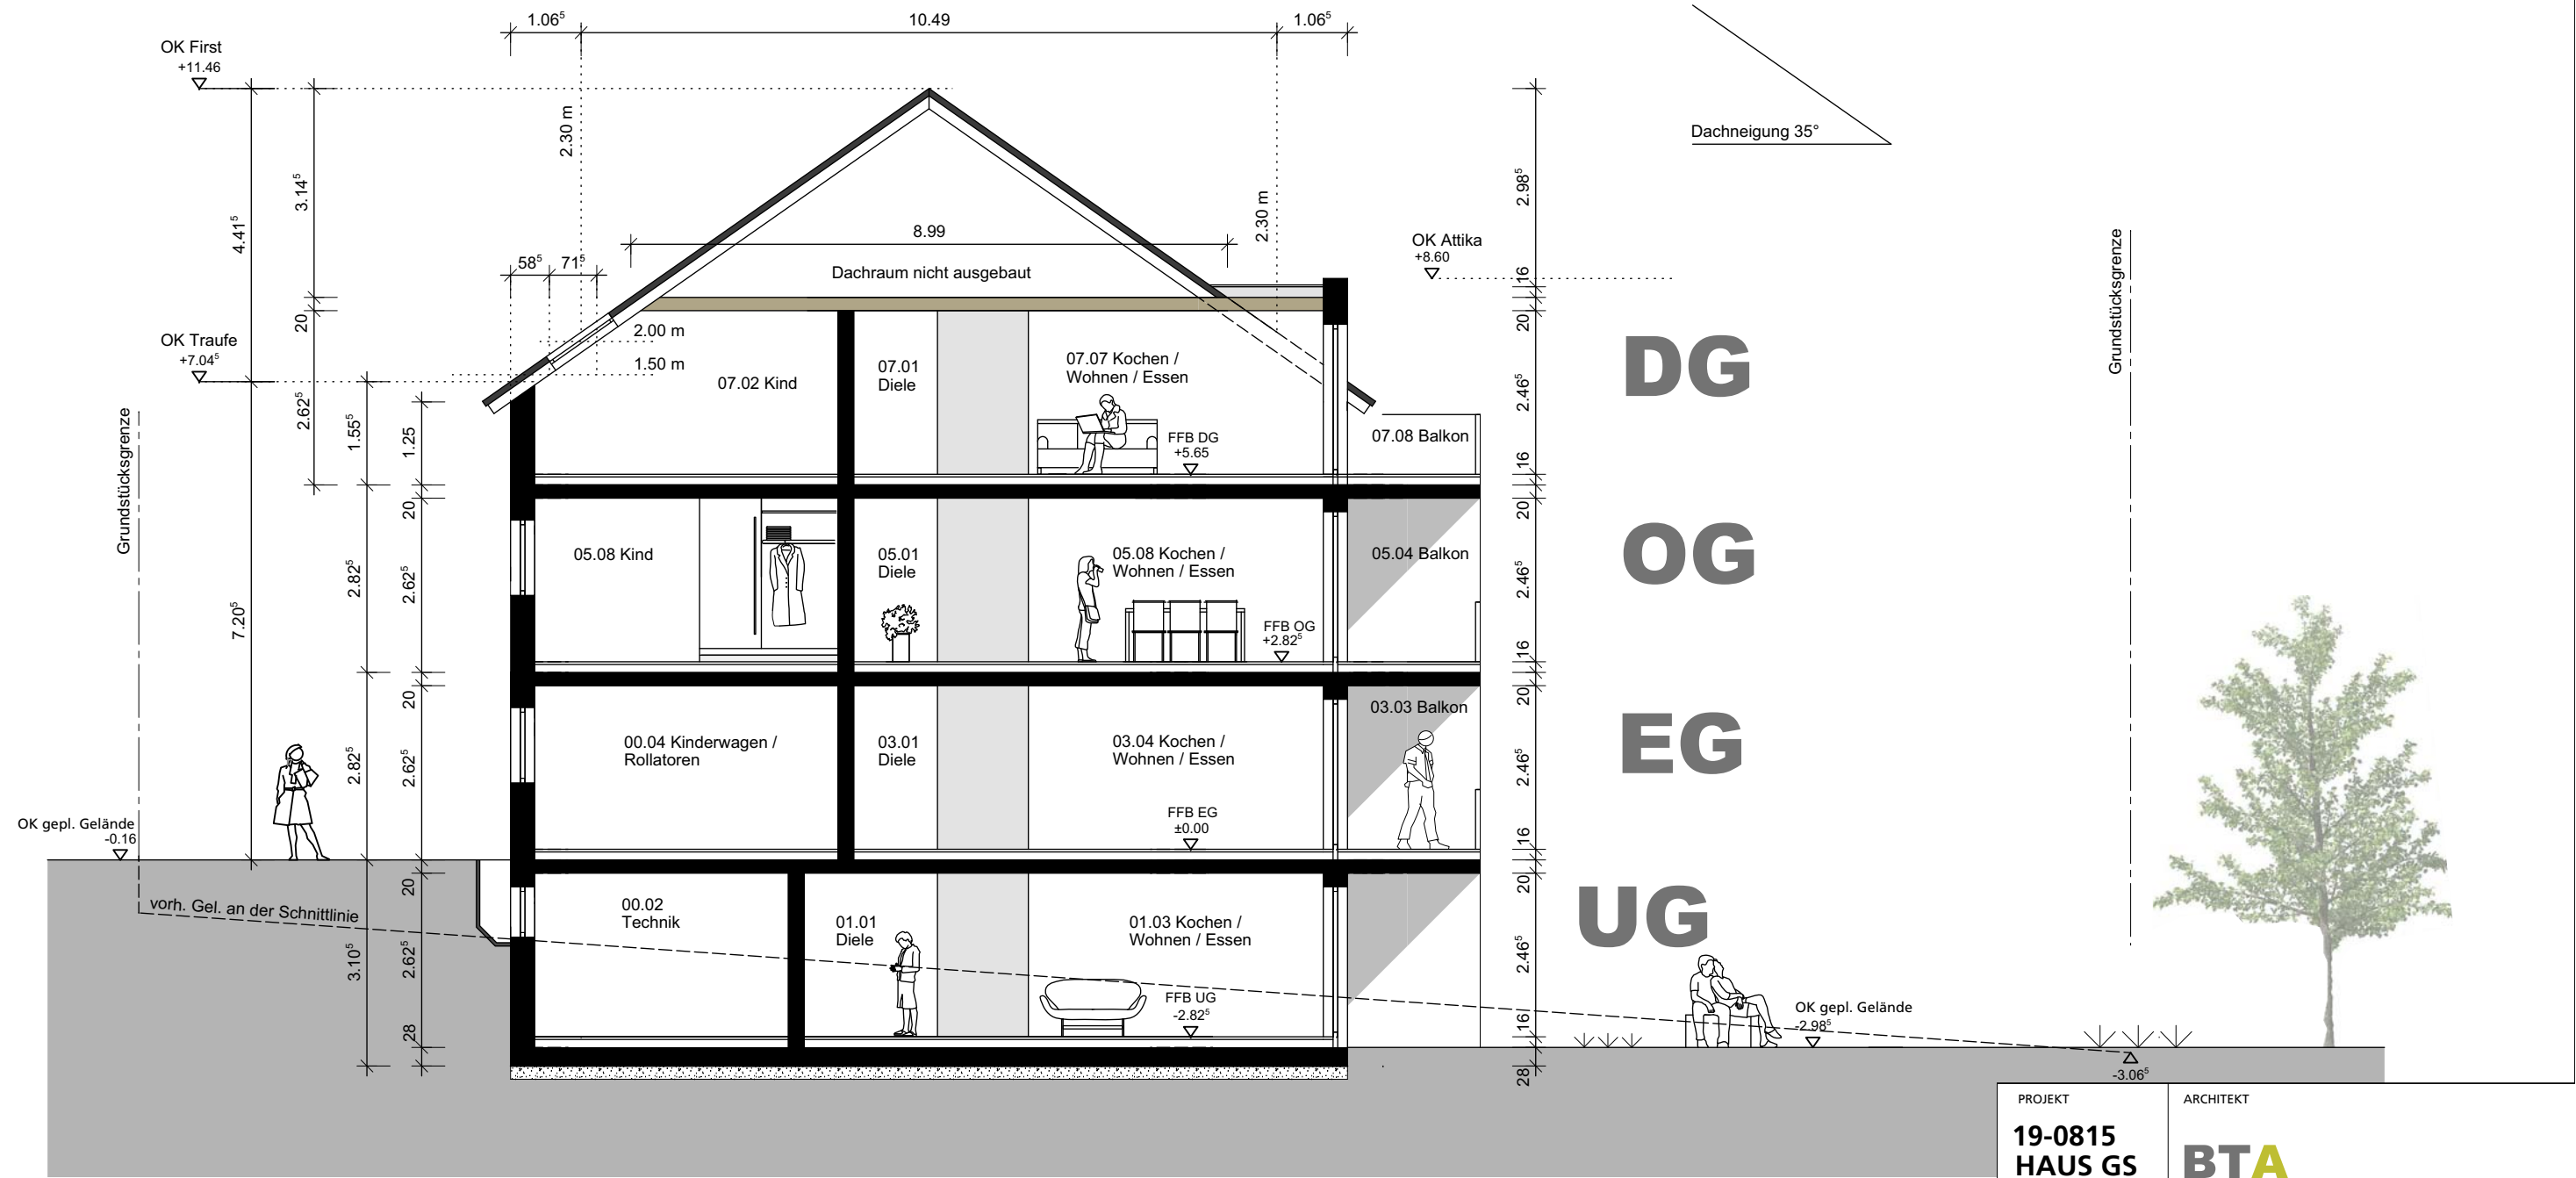 1.06⁵ 10.49 1.06⁵
OK First
+11.46
2.30 m
Dachneigung 35°
3.14⁵
4.41⁵
2.98⁵
2.30 m
8.99
OK Attika
+8.60
Grundstücksgrenze
58⁵ 71⁵
Dachraum nicht ausgebaut
16
20
20
OK Traufe
+7.04⁵
2.00 m
1.50 m
07.02 Kind
07.01
Diele
07.07 Kochen /
Wohnen / Essen
DG
2.62⁵
1.55⁵
1.25
2.46⁵
FFB DG
+5.65
07.08 Balkon
16
Grundstücksgrenze
20
20
05.08 Kind
05.01
Diele
05.08 Kochen /
Wohnen / Essen
05.04 Balkon
OG
7.20⁵
2.82⁵
2.62⁵
2.46⁵
FFB OG
+2.82⁵
16
20
20
03.03 Balkon
00.04 Kinderwagen /
Rollatoren
03.01
Diele
03.04 Kochen /
Wohnen / Essen
EG
2.82⁵
2.62⁵
2.46⁵
OK gepl. Gelände
-0.16
FFB EG
±0.00
16
20
20
vorh. Gel. an der Schnittlinie
00.02
Technik
01.01
Diele
01.03 Kochen /
Wohnen / Essen
UG
3.10⁵
2.62⁵
2.46⁵
FFB UG
-2.82⁵
OK gepl. Gelände
-2.98⁵
28
16
28
-3.06⁵
PROJEKT
19-0815
HAUS GS
ARCHITEKT
BTA